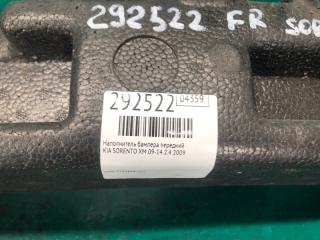 292522 FR SOR
292522 04559
Наполнитель бампера передний
KIA SORENTO XM 09-14 2.4 2009